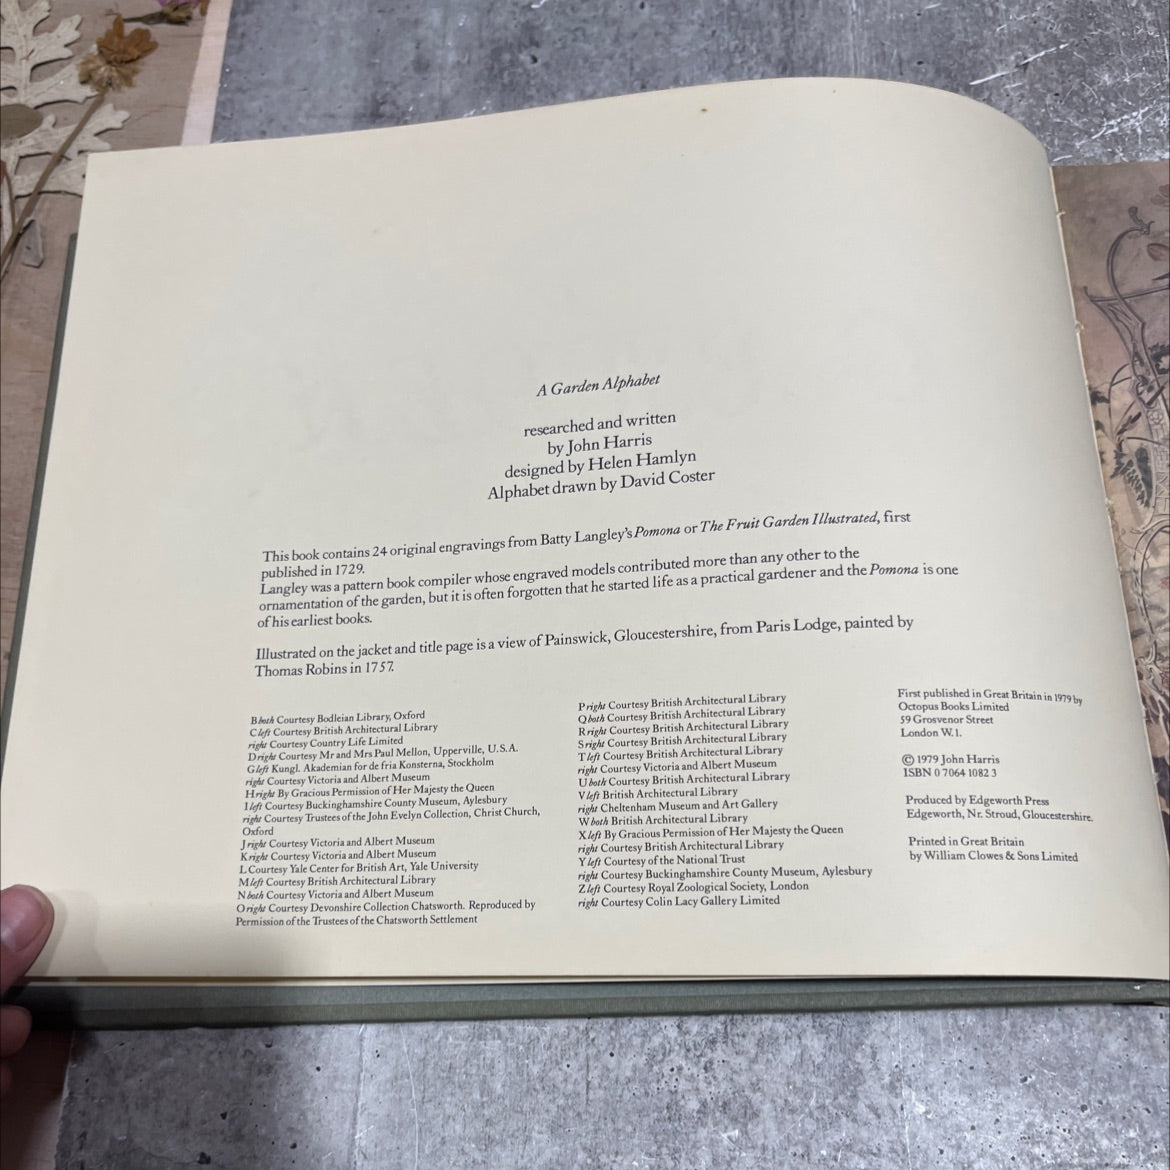 A Garden Alphabet
researched and written
by John Harris
designed by Helen Hamlyn
Alphabet drawn by David Coster
This book contains 24 original engravings from Batty Langley's Pomona or The Fruit Garden Illustrated, first
published in 1729.
Langley was a pattern book compiler whose engraved models contributed more than any other to the
ornamentation of the garden, but it is often forgotten that he started life as a practical gardener and the Pomona is one
of his earliest books.
Illustrated on the jacket and title page is a view of Painswick, Gloucestershire, from Paris Lodge, painted by
Thomas Robins in 1757.
B both Courtesy Bodleian Library, Oxford
C left Courtesy British Architectural Library
right Courtesy Country Life Limited
D right Courtesy Mr and Mrs Paul Mellon, Upperville, U.S.A.
G left Kungl. Akademian for de fria Konsterna, Stockholm
right Courtesy Victoria and Albert Museum
H right By Gracious Permission of Her Majesty the Queen
I left Courtesy Buckinghamshire County Museum, Aylesbury
right Courtesy Trustees of the John Evelyn Collection, Christ Church,
Oxford
J right Courtesy Victoria and Albert Museum
K right Courtesy Victoria and Albert Museum
L Courtesy Yale Center for British Art, Yale University
M left Courtesy British Architectural Library
N both Courtesy Victoria and Albert Museum
O right Courtesy Devonshire Collection Chatsworth. Reproduced by
Permission of the Trustees of the Chatsworth Settlement
P right Courtesy British Architectural Library
Q both Courtesy British Architectural Library
R right Courtesy British Architectural Library
S right Courtesy British Architectural Library
T left Courtesy British Architectural Library
right Courtesy Victoria and Albert Museum
U both Courtesy British Architectural Library
V left British Architectural Library
right Cheltenham Museum and Art Gallery
W both British Architectural Library
X left By Gracious Permission of Her Majesty the Queen
right Courtesy British Architectural Library
Y left Courtesy of the National Trust
right Courtesy Buckinghamshire County Museum, Aylesbury
Z left Courtesy Royal Zoological Society, London
right Courtesy Colin Lacy Gallery Limited
First published in Great Britain in 1979 by
Octopus Books Limited
59 Grosvenor Street
London W.1.
© 1979 John Harris
ISBN 0 7064 1082 3
Produced by Edgeworth Press
Edgeworth, Nr. Stroud, Gloucestershire.
Printed in Great Britain
by William Clowes & Sons Limited